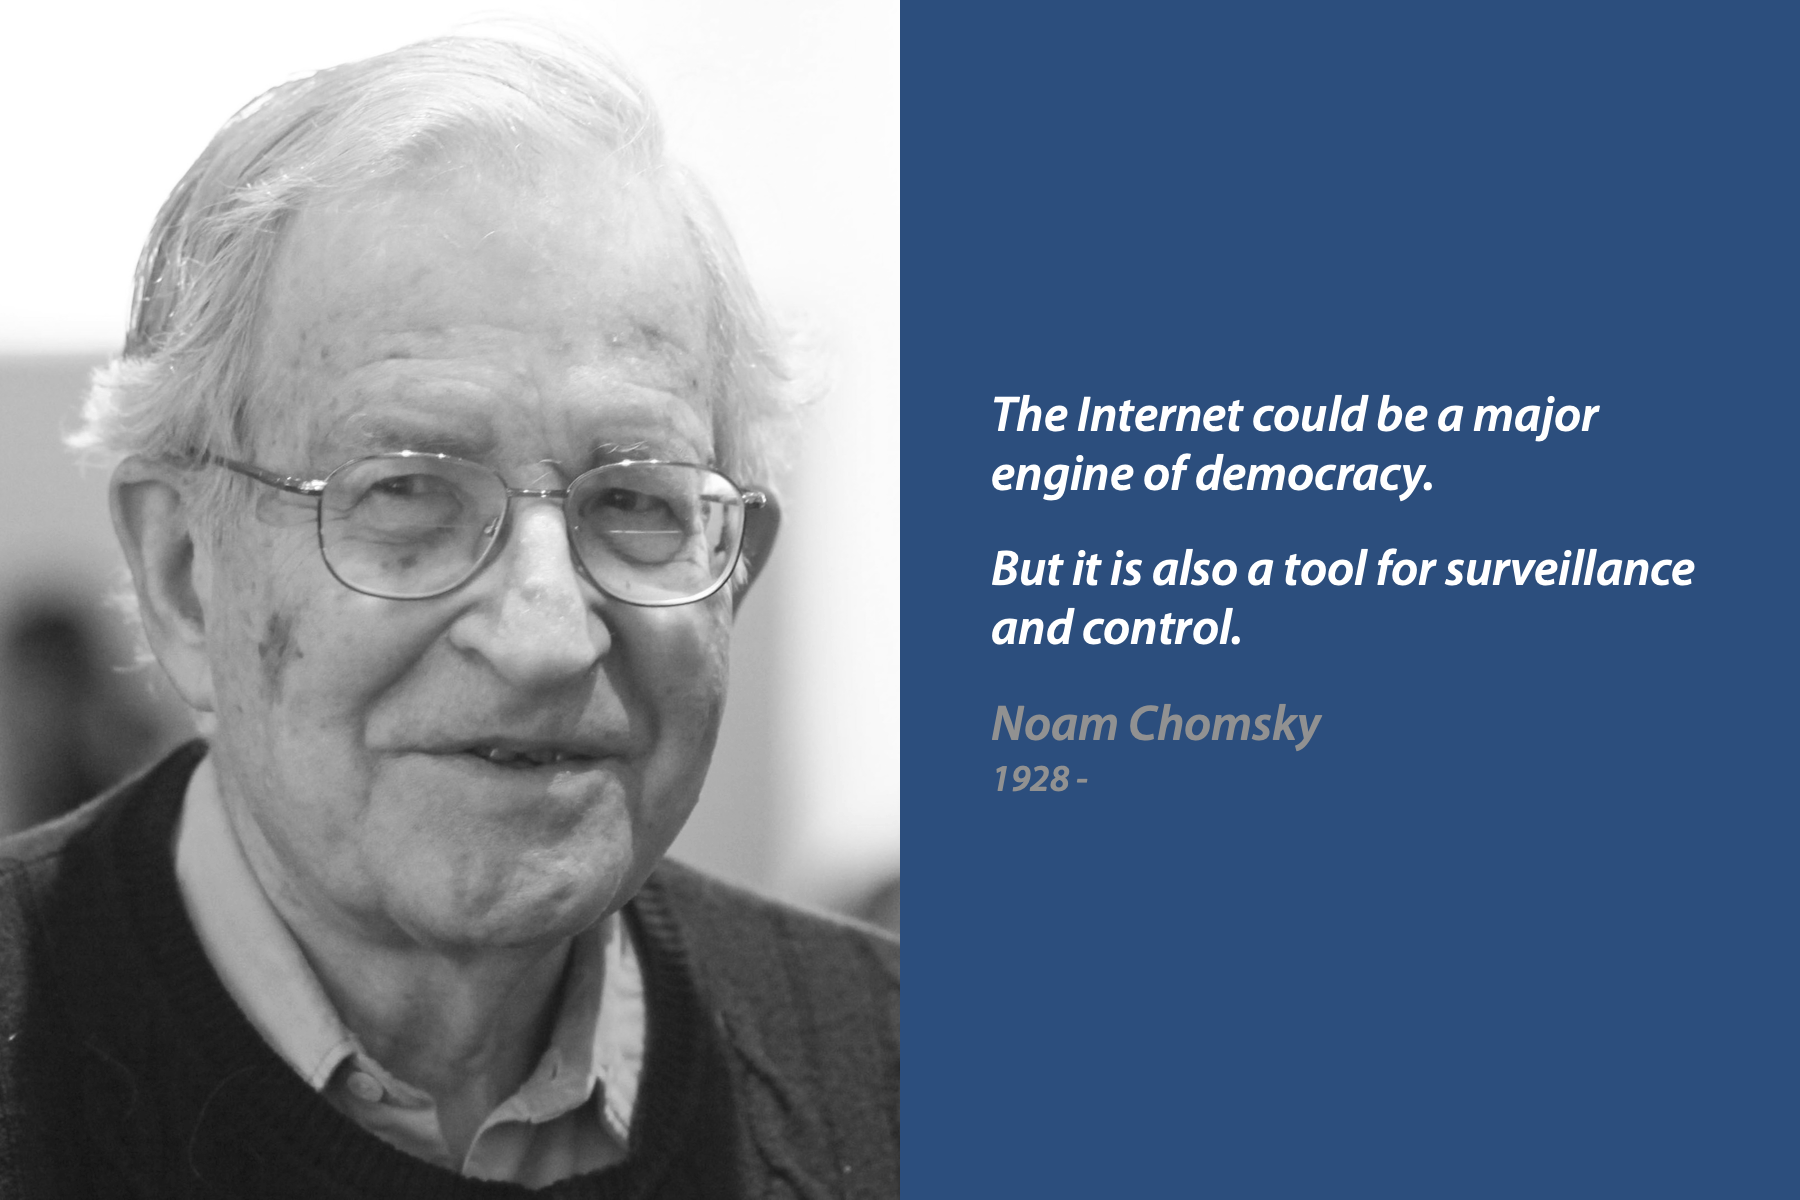 The Internet could be a major
engine of democracy.
But it is also a tool for surveillance
and control.
Noam Chomsky
1928 -